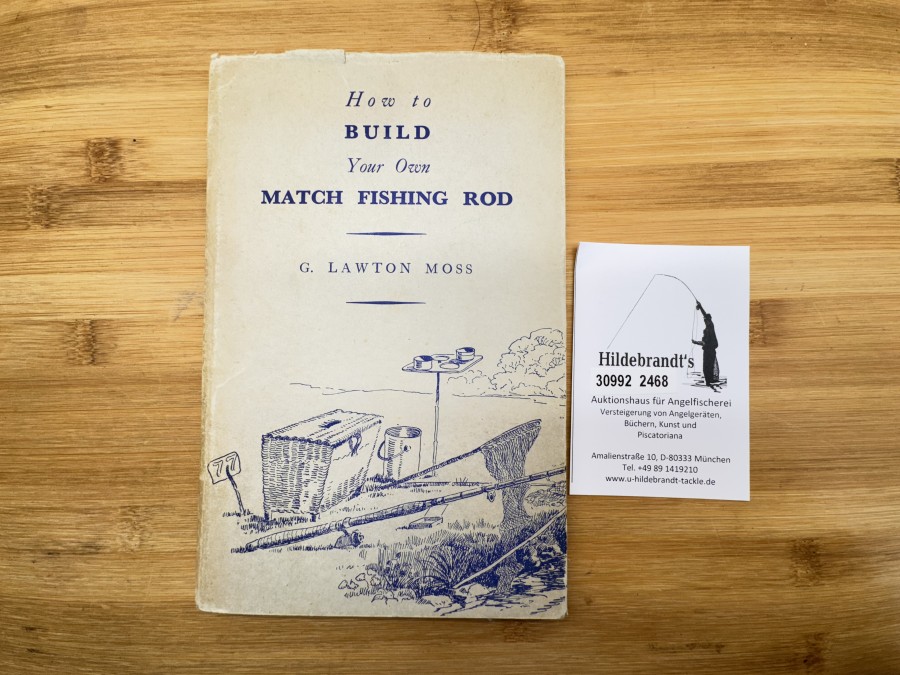 How to
BUILD
Your Own
MATCH FISHING ROD
G. LAWTON MOSS
77
Hildebrandt's
30992 2468
Auktionshaus für Angelfischerei
Versteigerung von Angelgeräten,
Büchern, Kunst und
Piscatoriana
Amalienstraße 10, D-80333 München
Tel. +49 89 1419210
www.u-hildebrandt-tackle.de